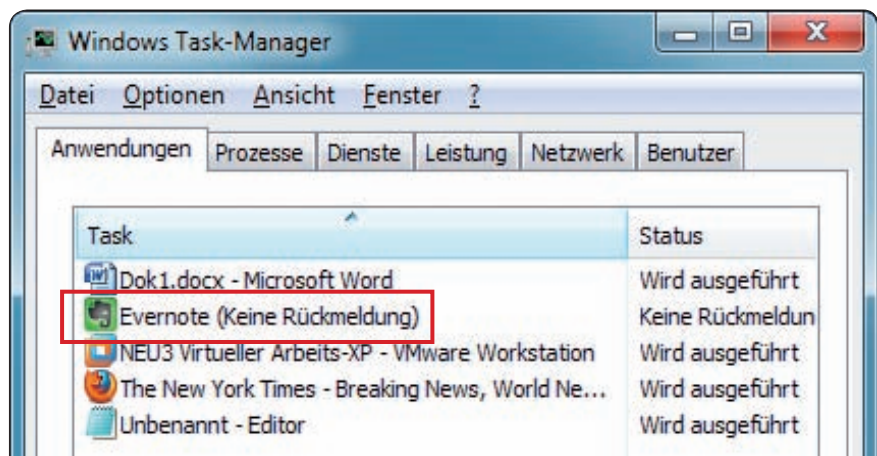 Windows Task-Manager
Datei Optionen Ansicht Fenster ?
Anwendungen Prozesse Dienste Leistung Netzwerk Benutzer
Task Status
Dok1.docx - Microsoft Word Wird ausgeführt
Evernote (Keine Rückmeldung) Keine Rückmeldun
NEU3 Virtueller Arbeits-XP - VMware Workstation Wird ausgeführt
The New York Times - Breaking News, World Ne... Wird ausgeführt
Unbenannt - Editor Wird ausgeführt